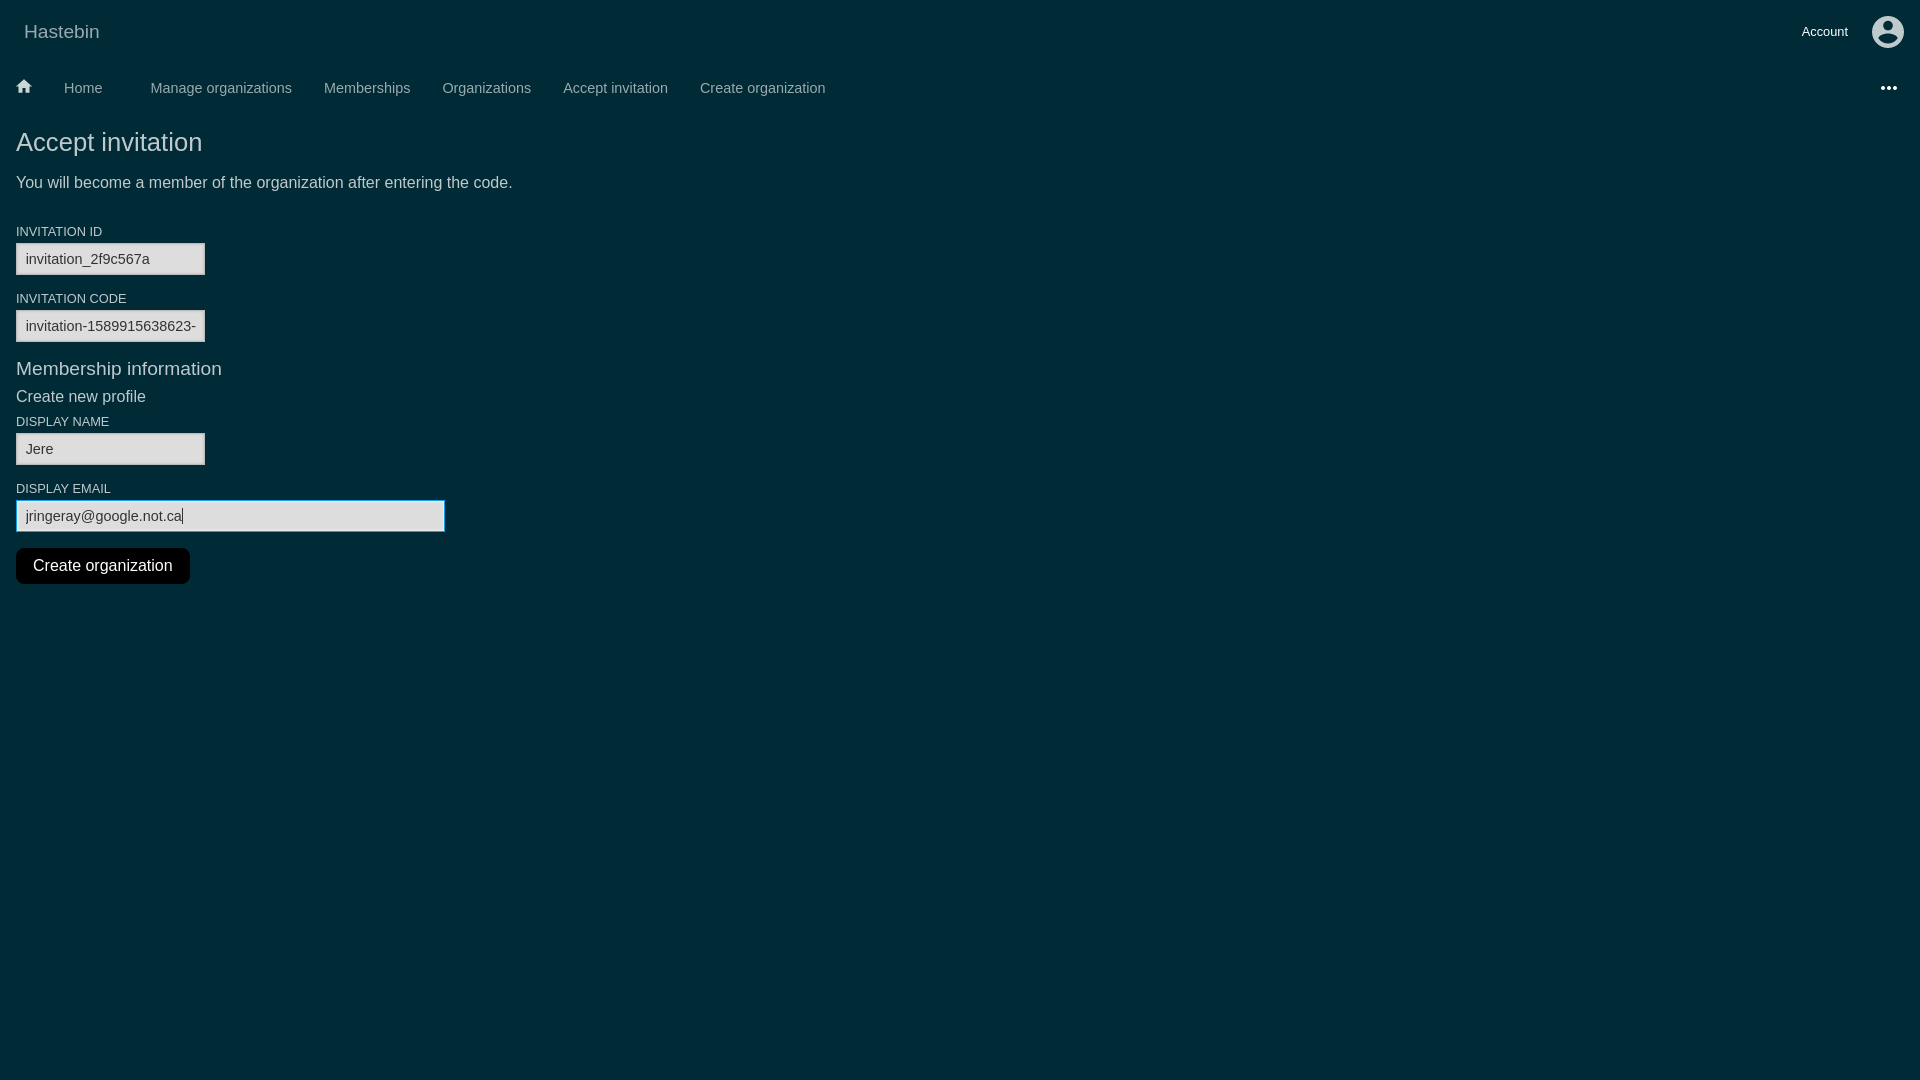 Hastebin
Account
Home
Manage organizations
Memberships
Organizations
Accept invitation
Create organization
Accept invitation
You will become a member of the organization after entering the code.
INVITATION ID
invitation_2f9c567a
INVITATION CODE
invitation-1589915638623-
Membership information
Create new profile
DISPLAY NAME
Jere
DISPLAY EMAIL
jringeray@google.not.ca
Create organization